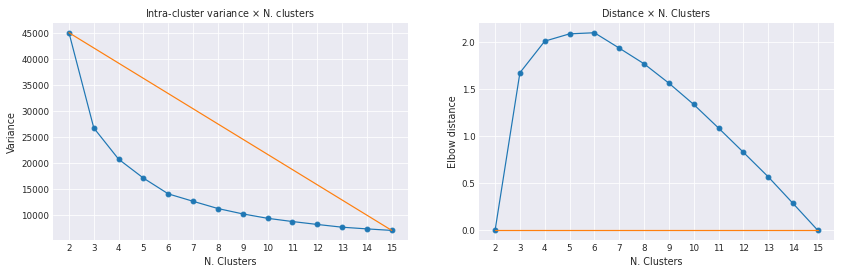 Intra-cluster variance × N. clusters
45000
40000
35000
30000
25000
20000
15000
10000
Variance
2 3 4 5 6 7 8 9 10 11 12 13 14 15
N. Clusters
Distance × N. Clusters
2.0
1.5
1.0
0.5
0.0
Elbow distance
2 3 4 5 6 7 8 9 10 11 12 13 14 15
N. Clusters